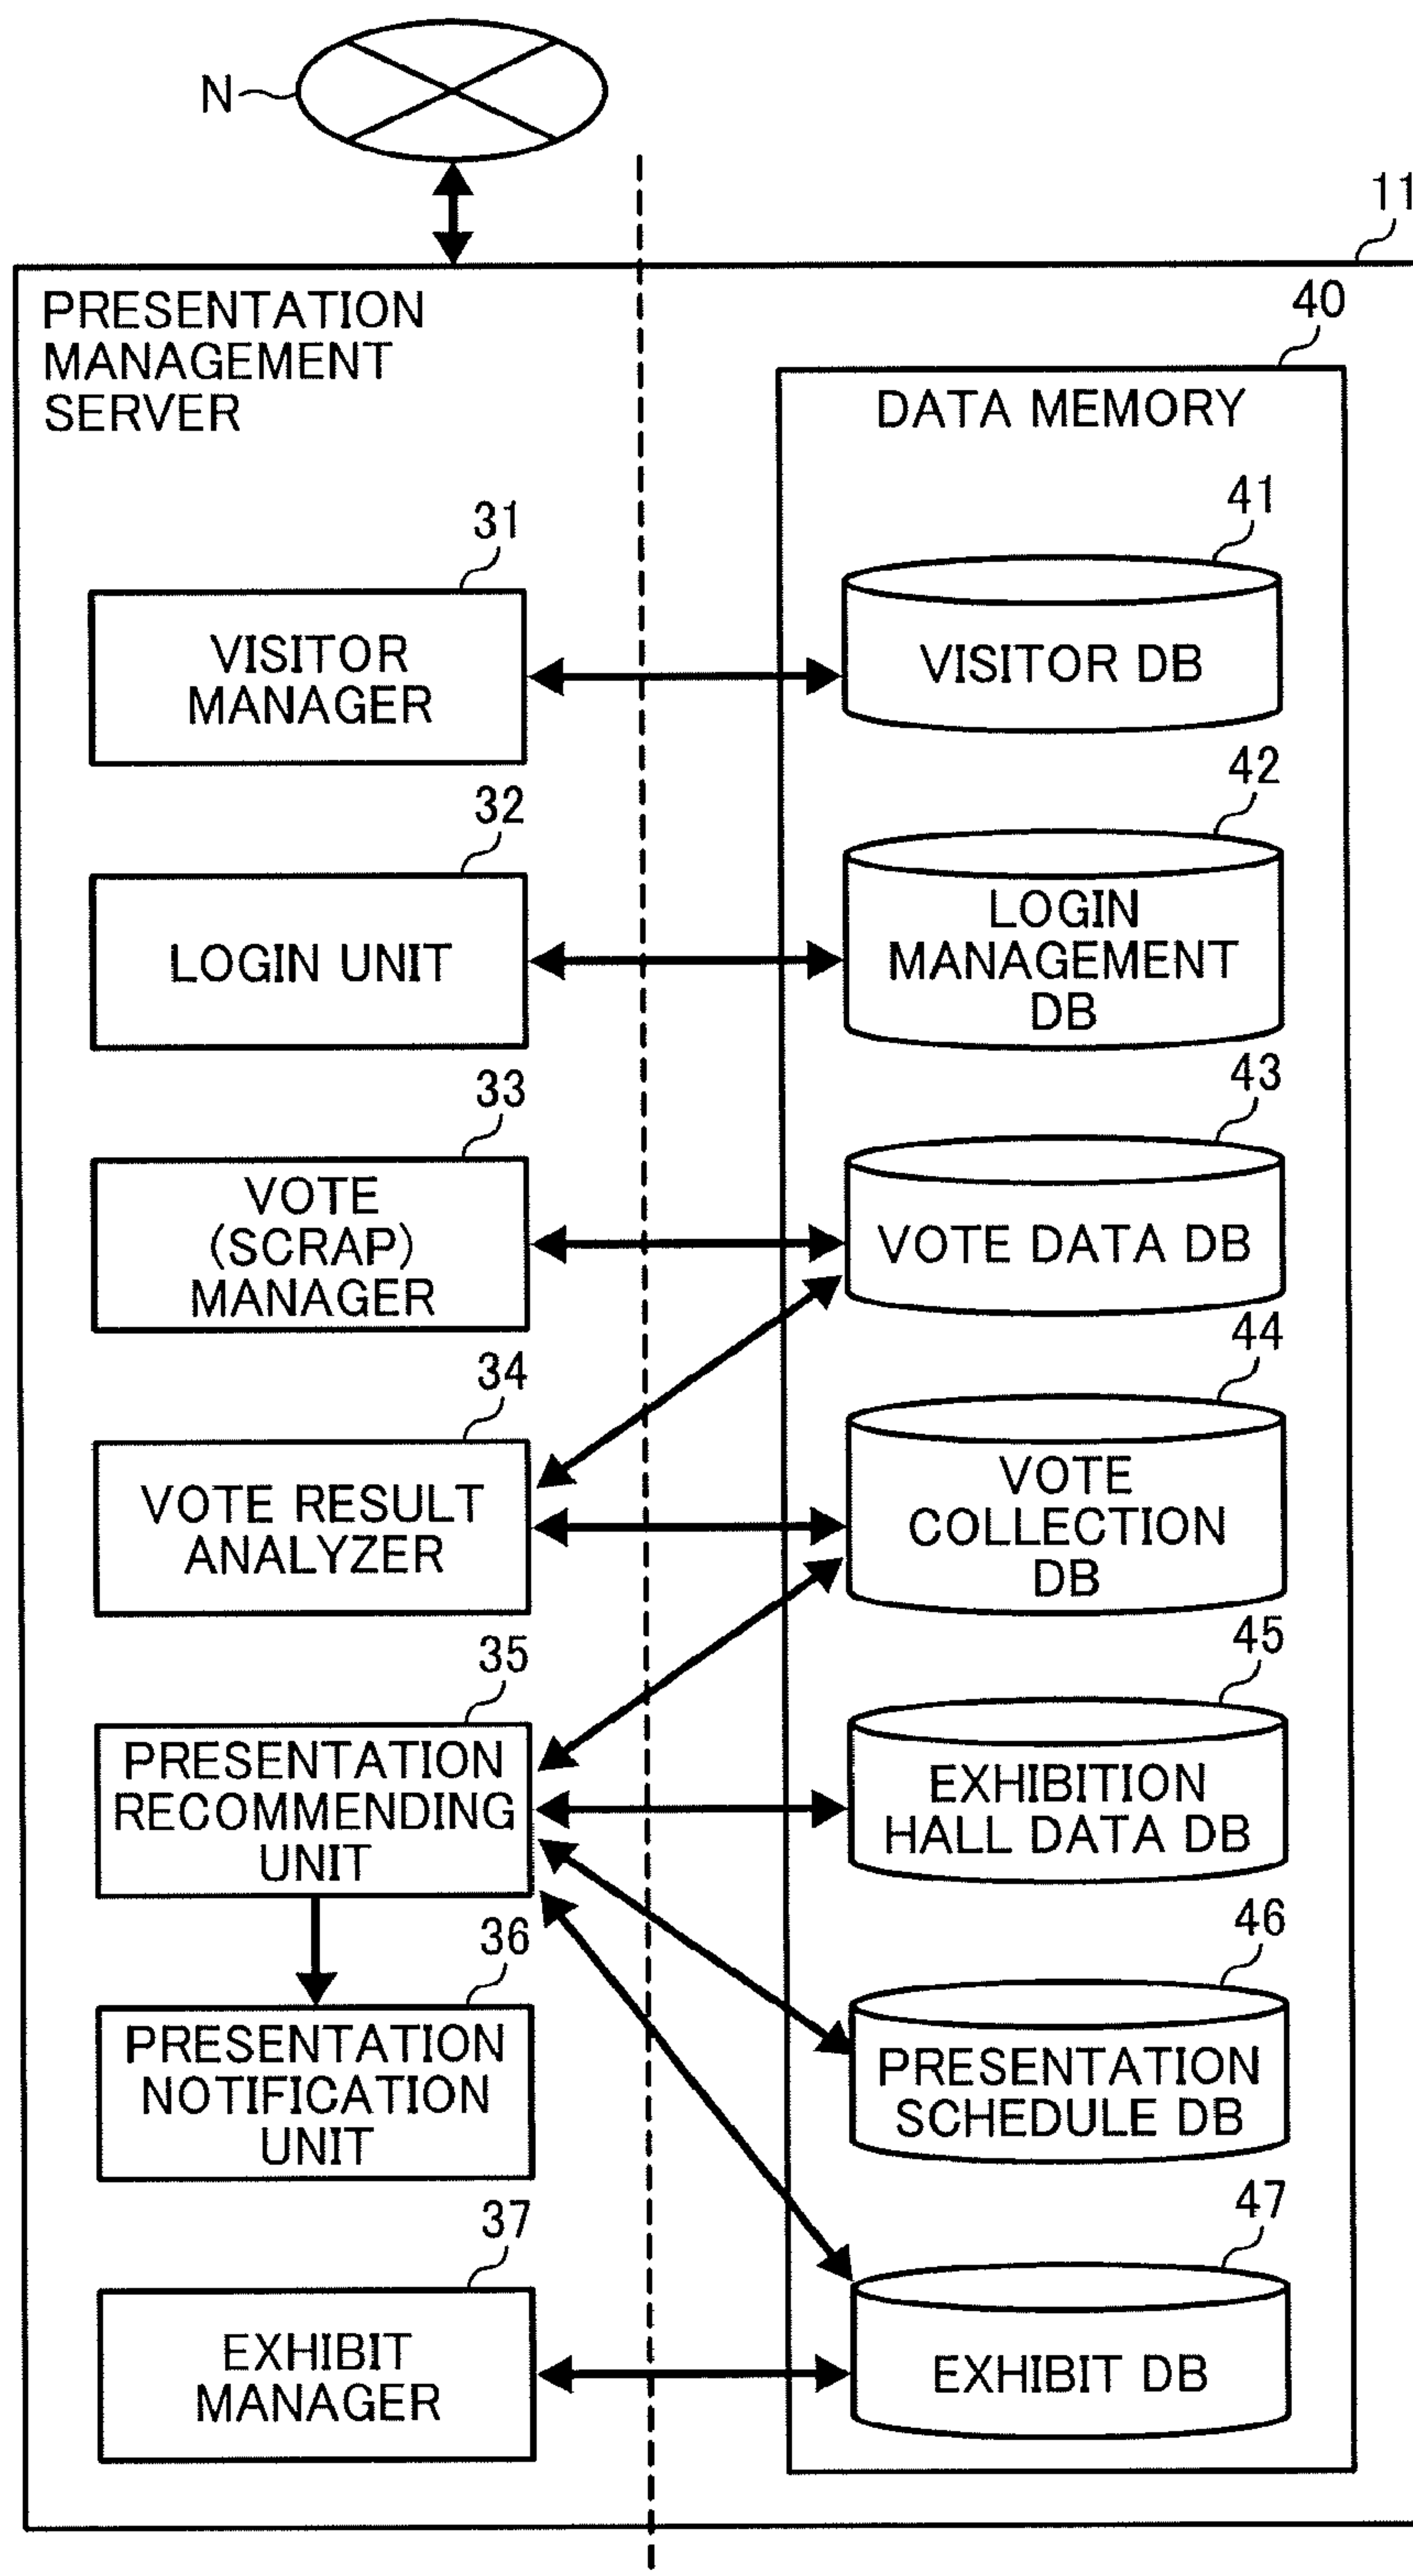 N
11
PRESENTATION
MANAGEMENT
SERVER
40
DATA MEMORY
31
VISITOR
MANAGER
41
VISITOR DB
32
LOGIN UNIT
42
LOGIN
MANAGEMENT
DB
33
VOTE
(SCRAP)
MANAGER
43
VOTE DATA DB
34
VOTE RESULT
ANALYZER
44
VOTE
COLLECTION
DB
35
PRESENTATION
RECOMMENDING
UNIT
45
EXHIBITION
HALL DATA DB
36
PRESENTATION
NOTIFICATION
UNIT
46
PRESENTATION
SCHEDULE DB
37
EXHIBIT
MANAGER
47
EXHIBIT DB